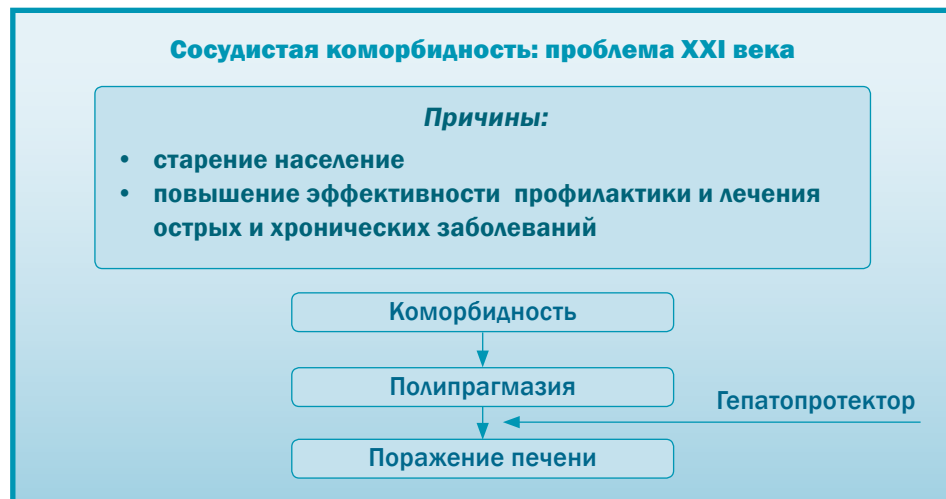 Сосудистая коморбидность: проблема XXI века
Причины:
• старение население
• повышение эффективности профилактики и лечения
острых и хронических заболеваний
Коморбидность
Полипрагмазия
Гепатопротектор
Поражение печени